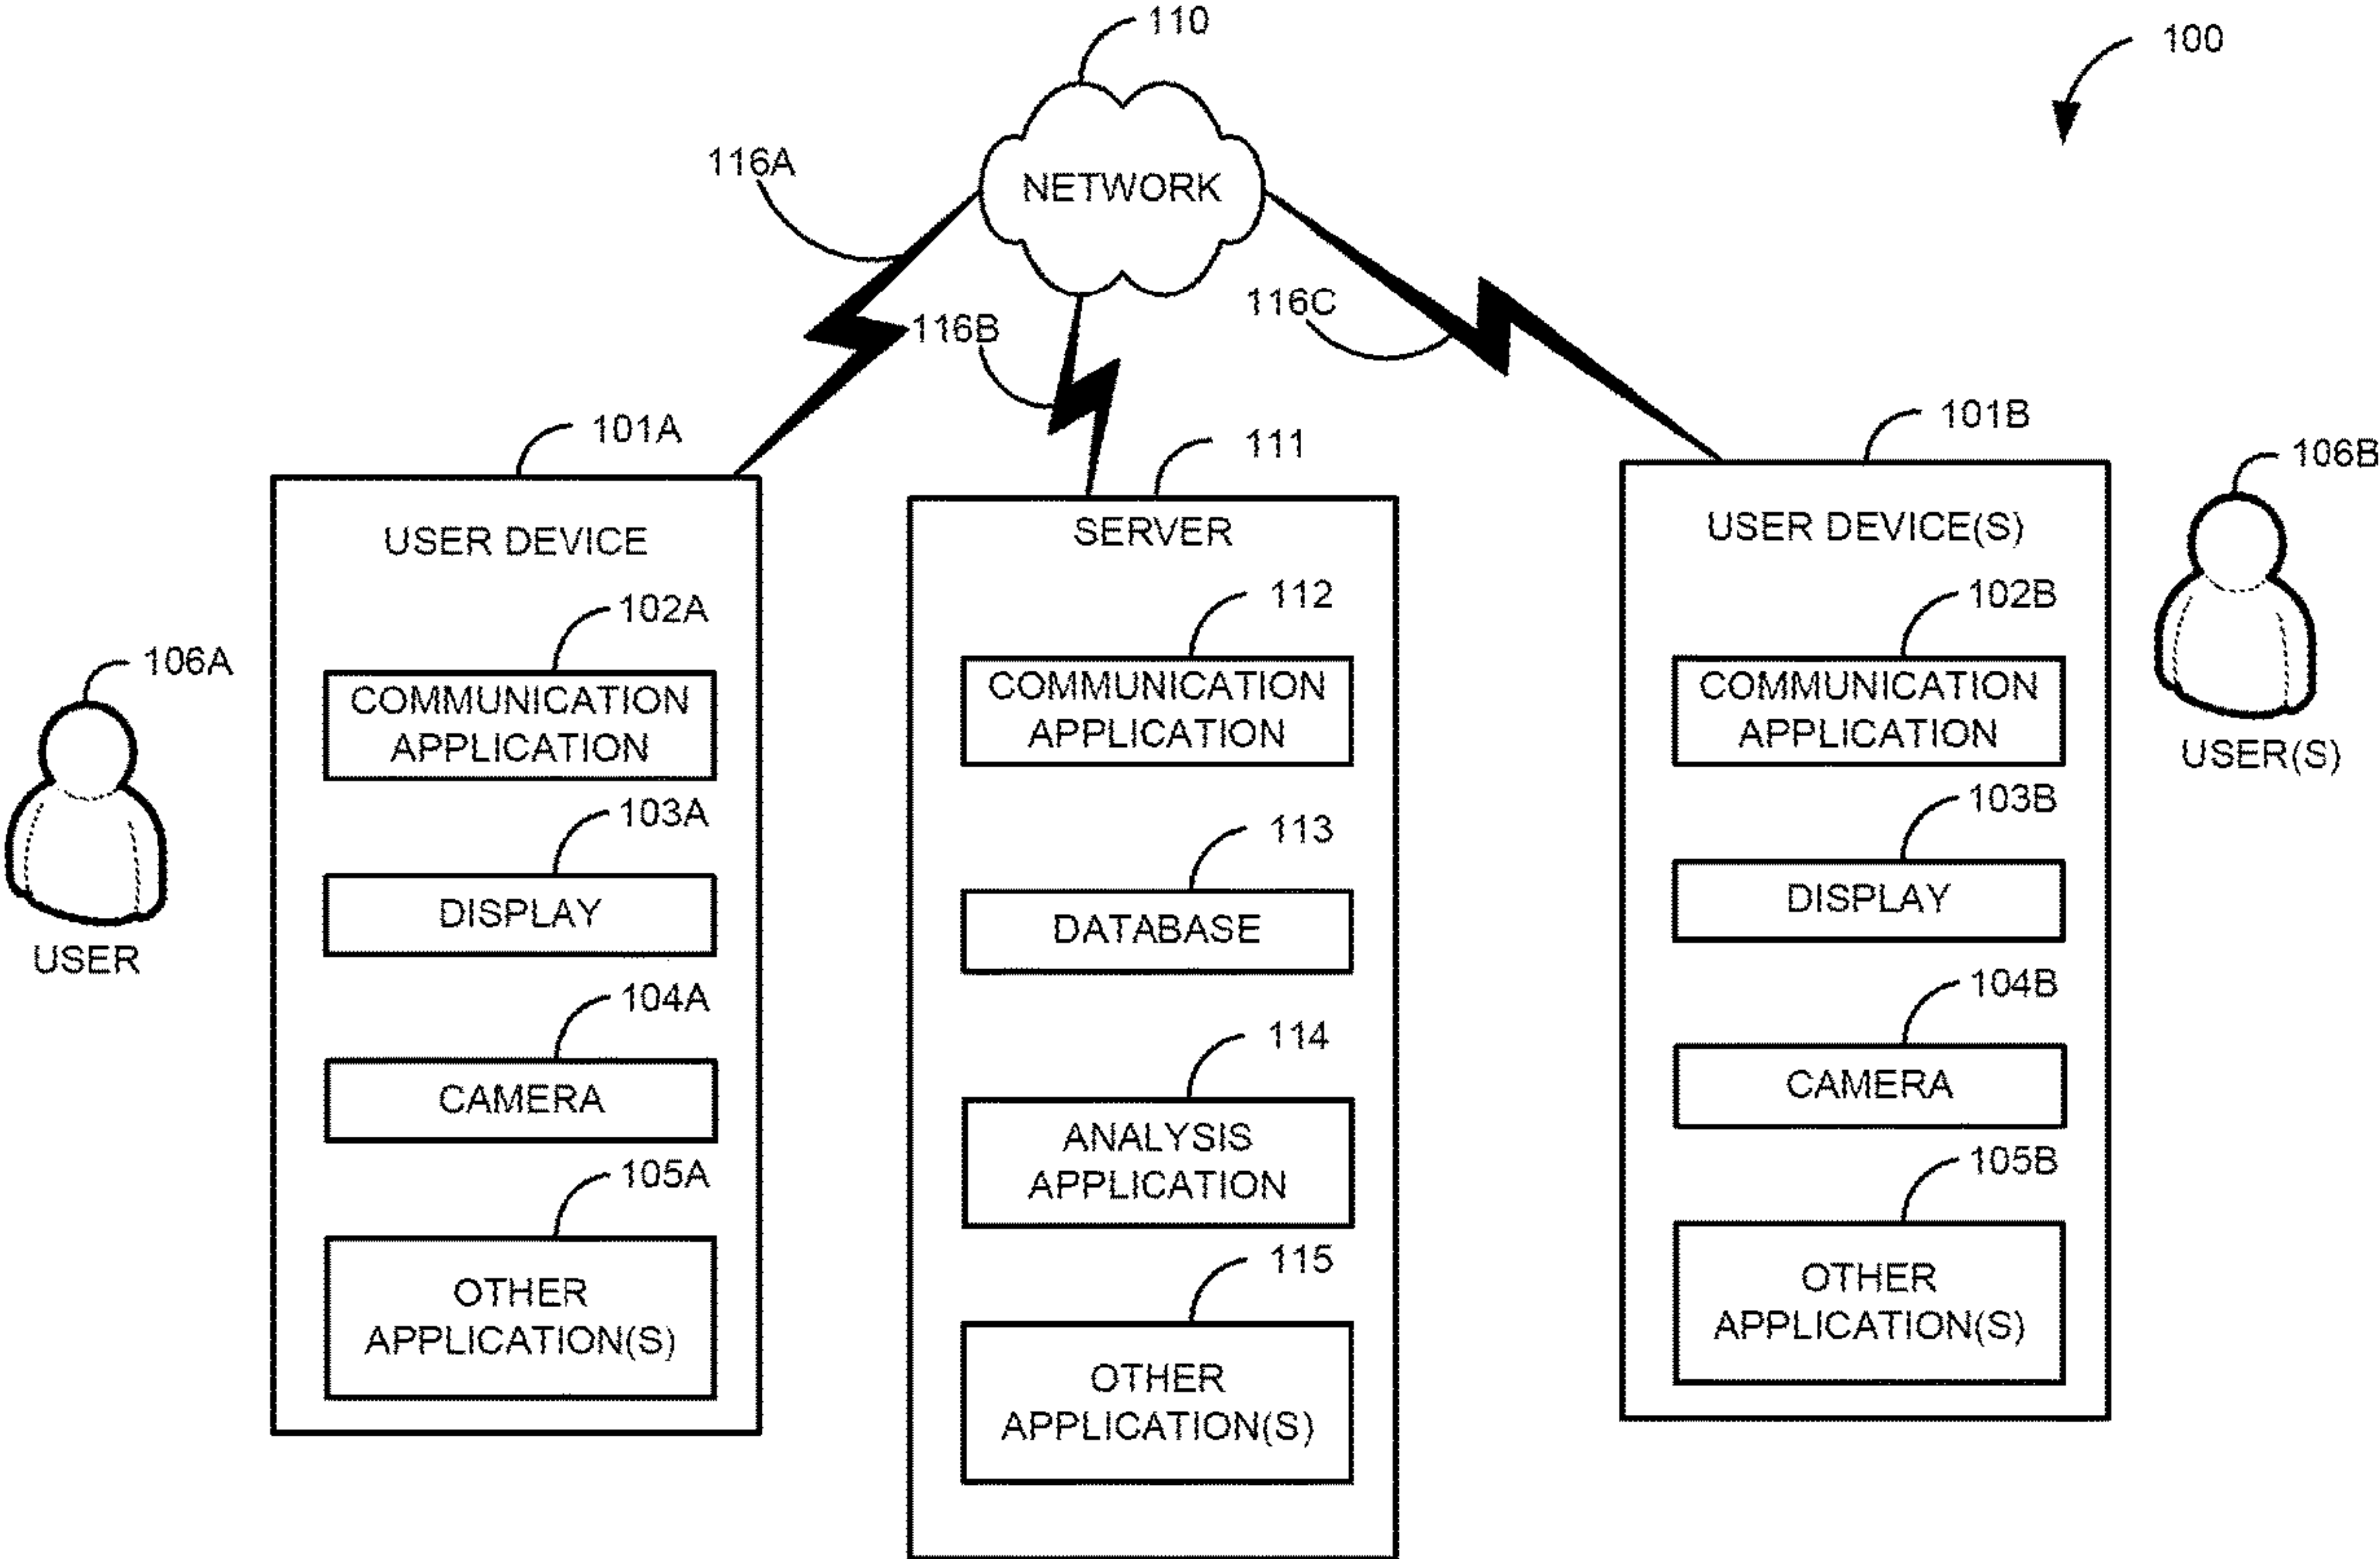 110
100
116A
NETWORK
116B
116C
101A
111
101B
106B
USER DEVICE
SERVER
USER DEVICE(S)
102A
112
102B
106A
COMMUNICATION
APPLICATION
COMMUNICATION
APPLICATION
COMMUNICATION
APPLICATION
USER(S)
103A
113
103B
DISPLAY
DATABASE
DISPLAY
USER
104A
114
104B
CAMERA
ANALYSIS
APPLICATION
CAMERA
105A
115
105B
OTHER
APPLICATION(S)
OTHER
APPLICATION(S)
OTHER
APPLICATION(S)